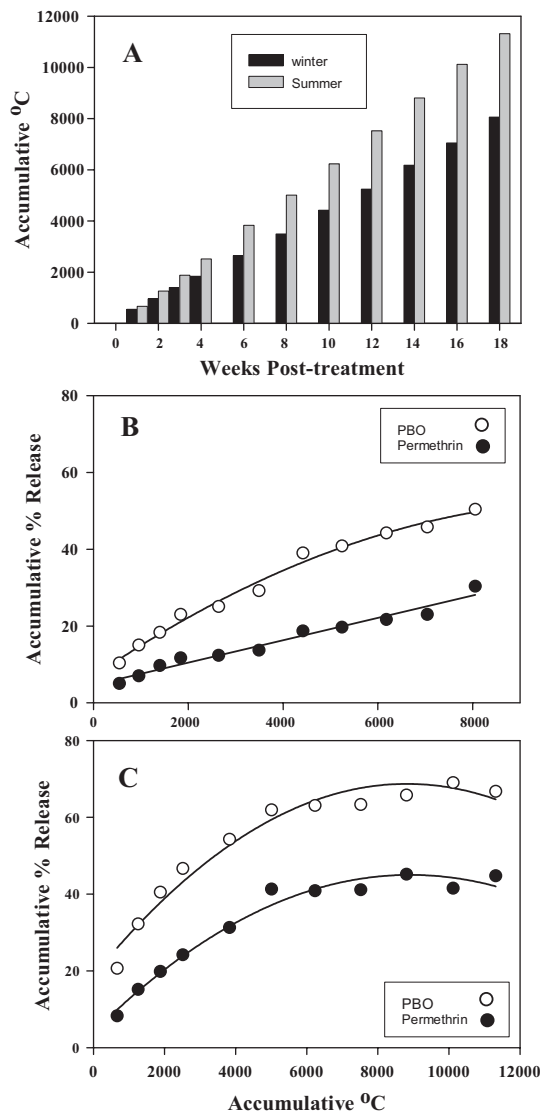 A
winter
Summer
Accumulative ⁰C
12000
10000
8000
6000
4000
2000
0
0 2 4 6 8 10 12 14 16 18
Weeks Post-treatment
B
PBO
Permethrin
Accumulative % Release
80
60
40
20
0
0 2000 4000 6000 8000
C
Accumulative % Release
80
60
40
20
0
PBO
Permethrin
0 2000 4000 6000 8000 10000 12000
Accumulative ⁰C